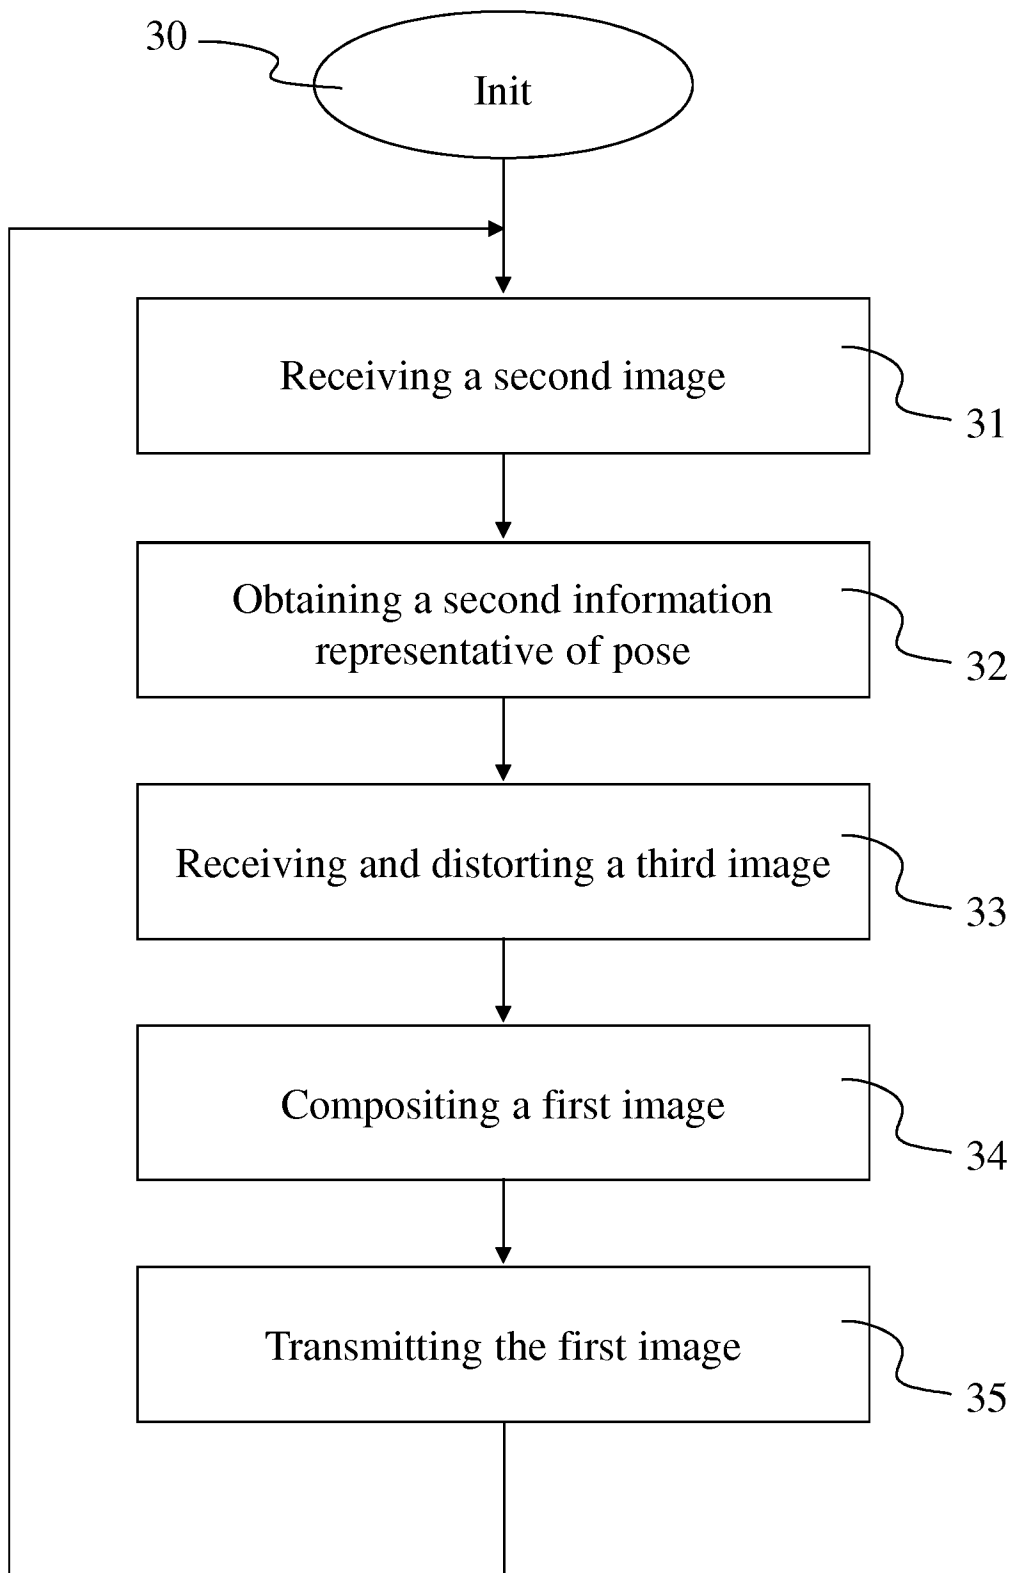 30
Init
Receiving a second image
31
Obtaining a second information
representative of pose
32
Receiving and distorting a third image
33
Compositing a first image
34
Transmitting the first image
35